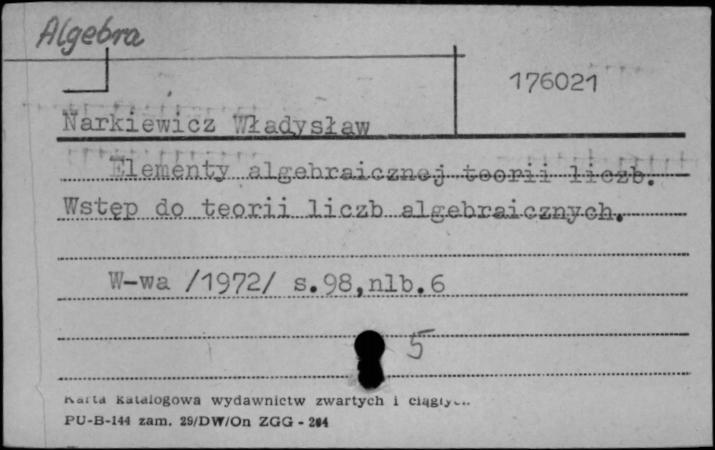 Algebra
176021
Narkiewicz Władysław
Elementy algebraicznej teorii liczb.
Wstęp do teorii liczb algebraicznych.
W-wa /1972/ s.98,nlb.6
5
Karta katalogowa wydawnictw zwartych i ciągłych
PU-B-144 zam. 29/DW/On ZGG - 204